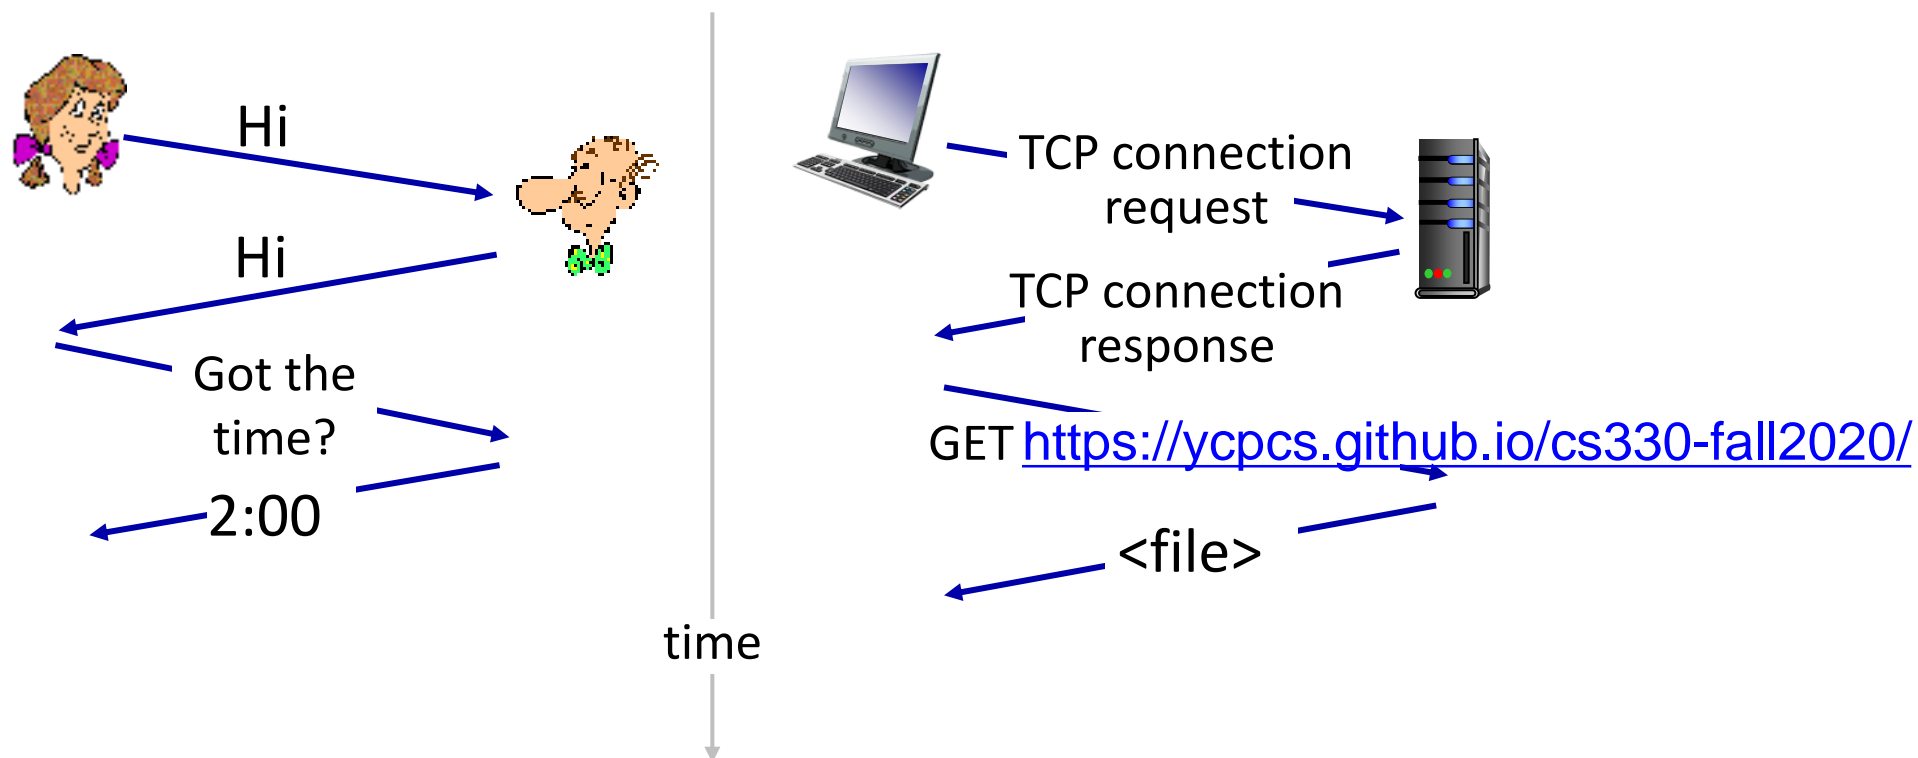 Hi
Hi
Got the
time?
2:00
TCP connection
request
TCP connection
response
GET https://ycpcs.github.io/cs330-fall2020/
<file>
time